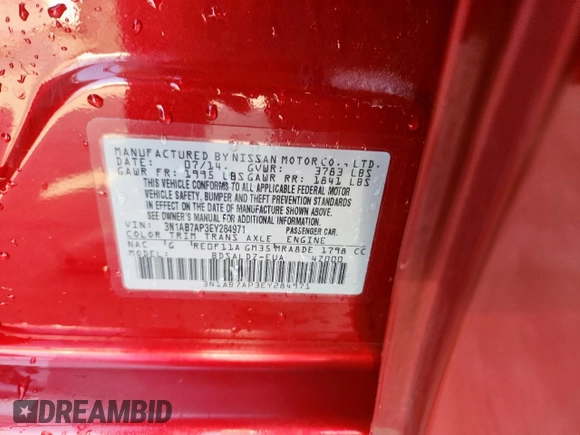 MANUFACTURED BY NISSAN MOTOR CO., LTD.
DATE: 07/14. GVWR: 3783 LBS
GAWR FR: 1995 LBS GAWR RR: 1841 LBS
THIS VEHICLE CONFORMS TO ALL APPLICABLE FEDERAL MOTOR
VEHICLE SAFETY, BUMPER AND THEFT PREVENTION STANDARDS
IN EFFECT ON THE DATE OF MANUFACTURE SHOWN ABOVE.
SEE OWNER'S MANUAL FOR ADDITIONAL INFORMATION.
VIN: 3N1AB7AP3EY284971 PASSENGER CAR.
COLOR TRIM TRANS AXLE ENGINE
NAC G RE0F11A GM35 MRA8DE 1798 CC
MODEL: BDSALDZ-EUA 47000
3N1AB7AP3EY284971
DREAMBID